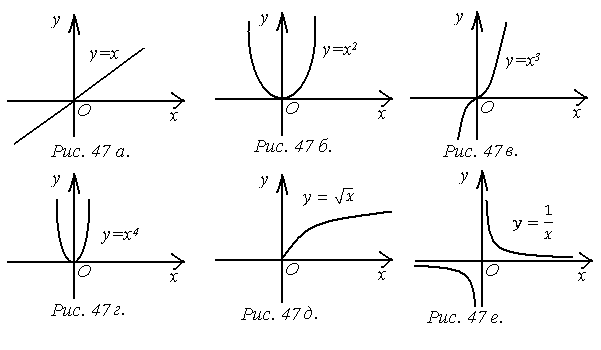 y
y=x
O
x
Рис. 47 а.
y
y=x²
O
x
Рис. 47 б.
y
y=x³
O
x
Рис. 47 в.
y
y=x⁴
O
x
Рис. 47 г.
y
y = √x
O
x
Рис. 47 д.
y
y = 1/x
O
x
Рис. 47 е.